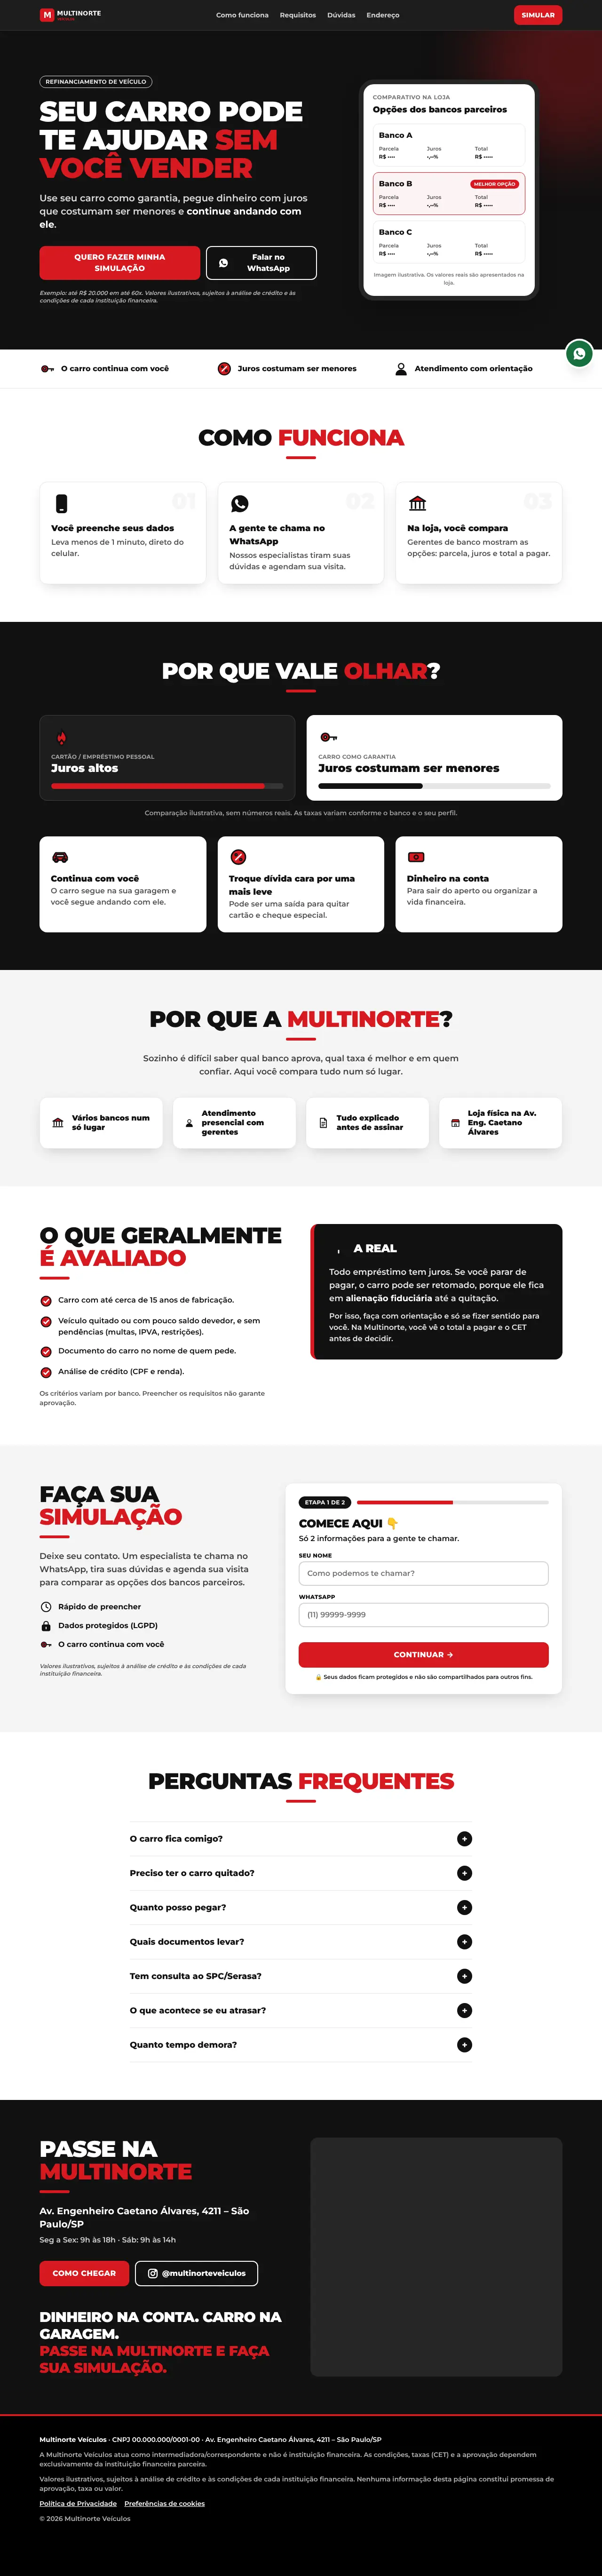 M MULTINORTE
VEÍCULOS
Como funciona Requisitos Dúvidas Endereço
SIMULAR
REFINANCIAMENTO DE VEÍCULO
SEU CARRO PODE
TE AJUDAR SEM
VOCÊ VENDER
Use seu carro como garantia, pegue dinheiro com juros
que costumam ser menores e continue andando com
ele.
QUERO FAZER MINHA
SIMULAÇÃO
Falar no
WhatsApp
Exemplo: até R$ 20.000 em até 60x. Valores ilustrativos, sujeitos à análise de crédito e às
condições de cada instituição financeira.
COMPARATIVO NA LOJA
Opções dos bancos parceiros
Banco A
Parcela Juros Total
R$ •••• •,••% R$ •••••
Banco B MELHOR OPÇÃO
Parcela Juros Total
R$ •••• •,••% R$ •••••
Banco C
Parcela Juros Total
R$ •••• •,••% R$ •••••
Imagem ilustrativa. Os valores reais são apresentados na
loja.
O carro continua com você
Juros costumam ser menores
Atendimento com orientação
COMO FUNCIONA
01
Você preenche seus dados
Leva menos de 1 minuto, direto do
celular.
02
A gente te chama no
WhatsApp
Nossos especialistas tiram suas
dúvidas e agendam sua visita.
03
Na loja, você compara
Gerentes de banco mostram as
opções: parcela, juros e total a pagar.
POR QUE VALE OLHAR?
CARTÃO / EMPRÉSTIMO PESSOAL
Juros altos
CARRO COMO GARANTIA
Juros costumam ser menores
Comparação ilustrativa, sem números reais. As taxas variam conforme o banco e o seu perfil.
Continua com você
O carro segue na sua garagem e
você segue andando com ele.
Troque dívida cara por uma
mais leve
Pode ser uma saída para quitar
cartão e cheque especial.
Dinheiro na conta
Para sair do aperto ou organizar a
vida financeira.
POR QUE A MULTINORTE?
Sozinho é difícil saber qual banco aprova, qual taxa é melhor e em quem
confiar. Aqui você compara tudo num só lugar.
Vários bancos num
só lugar
Atendimento
presencial com
gerentes
Tudo explicado
antes de assinar
Loja física na Av.
Eng. Caetano
Álvares
O QUE GERALMENTE
É AVALIADO
Carro com até cerca de 15 anos de fabricação.
Veículo quitado ou com pouco saldo devedor, e sem
pendências (multas, IPVA, restrições).
Documento do carro no nome de quem pede.
Análise de crédito (CPF e renda).
Os critérios variam por banco. Preencher os requisitos não garante
aprovação.
A REAL
Todo empréstimo tem juros. Se você parar de
pagar, o carro pode ser retomado, porque ele fica
em alienação fiduciária até a quitação.
Por isso, faça com orientação e só se fizer sentido para
você. Na Multinorte, você vê o total a pagar e o CET
antes de decidir.
FAÇA SUA
SIMULAÇÃO
Deixe seu contato. Um especialista te chama no
WhatsApp, tira suas dúvidas e agenda sua visita
para comparar as opções dos bancos parceiros.
Rápido de preencher
Dados protegidos (LGPD)
O carro continua com você
Valores ilustrativos, sujeitos à análise de crédito e às condições de cada
instituição financeira.
ETAPA 1 DE 2
COMECE AQUI 👇
Só 2 informações para a gente te chamar.
SEU NOME
Como podemos te chamar?
WHATSAPP
(11) 99999-9999
CONTINUAR →
🔒 Seus dados ficam protegidos e não são compartilhados para outros fins.
PERGUNTAS FREQUENTES
O carro fica comigo? +
Preciso ter o carro quitado? +
Quanto posso pegar? +
Quais documentos levar? +
Tem consulta ao SPC/Serasa? +
O que acontece se eu atrasar? +
Quanto tempo demora? +
PASSE NA
MULTINORTE
Av. Engenheiro Caetano Álvares, 4211 – São
Paulo/SP
Seg a Sex: 9h às 18h · Sáb: 9h às 14h
COMO CHEGAR
@multinorteveiculos
DINHEIRO NA CONTA. CARRO NA
GARAGEM.
PASSE NA MULTINORTE E FAÇA
SUA SIMULAÇÃO.
Multinorte Veículos · CNPJ 00.000.000/0001-00 · Av. Engenheiro Caetano Álvares, 4211 – São Paulo/SP
A Multinorte Veículos atua como intermediadora/correspondente e não é instituição financeira. As condições, taxas (CET) e a aprovação dependem
exclusivamente da instituição financeira parceira.
Valores ilustrativos, sujeitos à análise de crédito e às condições de cada instituição financeira. Nenhuma informação desta página constitui promessa de
aprovação, taxa ou valor.
Política de Privacidade Preferências de cookies
© 2026 Multinorte Veículos